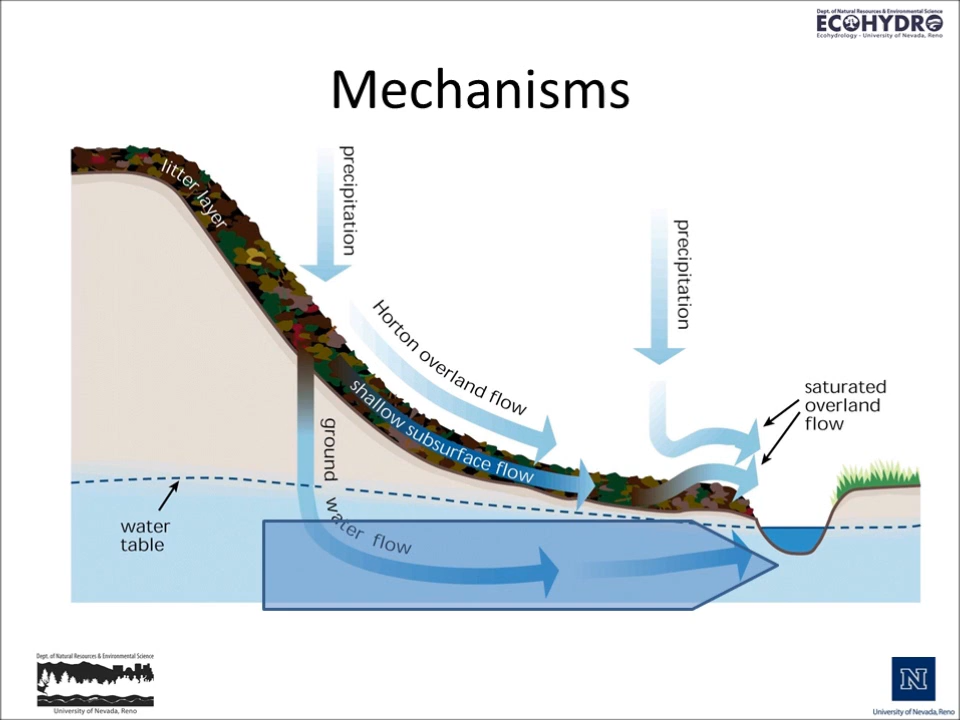 Dept. of Natural Resources & Environmental Science
ECOHYDRO
Ecohydrology - University of Nevada, Reno
Mechanisms
litter layer
precipitation
precipitation
Horton overland flow
shallow subsurface flow
saturated
overland
flow
ground water flow
water
table
Dept. of Natural Resources & Environmental Science
University of Nevada, Reno
N
University of Nevada, Reno